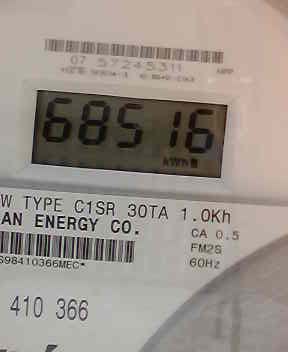 07 57245311
68516
kWh
W TYPE C1SR 30TA 1.0Kh
AN ENERGY CO.
CA 0.5
FM2S
S98410366MEC*
60Hz
410 366